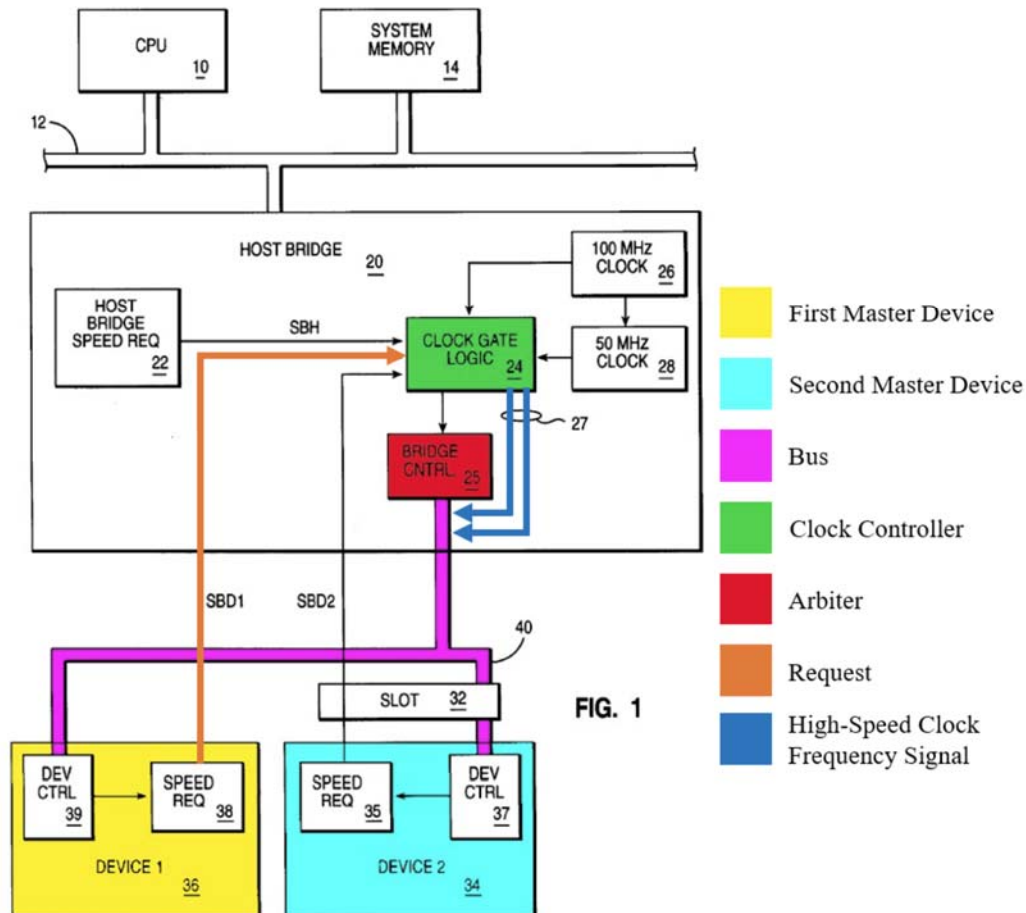 CPU
10
SYSTEM
MEMORY
14
12
HOST BRIDGE
20
100 MHz
CLOCK
26
HOST
BRIDGE
SPEED REQ
22
SBH
CLOCK GATE
LOGIC
24
50 MHz
CLOCK
28
27
BRIDGE
CNTRL
25
SBD1
SBD2
40
SLOT
32
FIG. 1
DEV
CTRL
39
SPEED
REQ
38
DEVICE 1
36
SPEED
REQ
35
DEV
CTRL
37
DEVICE 2
34
First Master Device
Second Master Device
Bus
Clock Controller
Arbiter
Request
High-Speed Clock
Frequency Signal